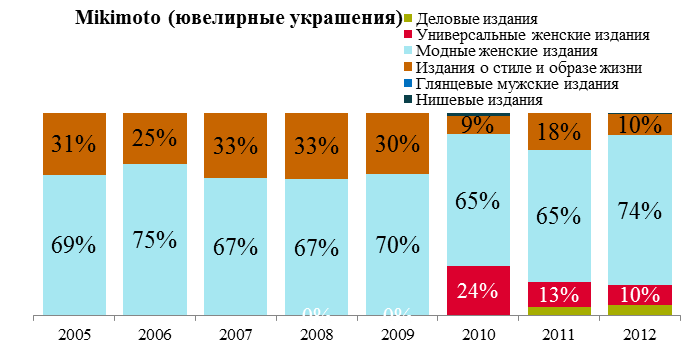 Mikimoto (ювелирные украшения)
Деловые издания
Универсальные женские издания
Модные женские издания
Издания о стиле и образе жизни
Глянцевые мужские издания
Нишевые издания
31% 25% 33% 33% 30% 9% 18% 10%
69% 75% 67% 67% 70% 65% 65% 74%
0% 0% 24% 13% 10%
2005 2006 2007 2008 2009 2010 2011 2012